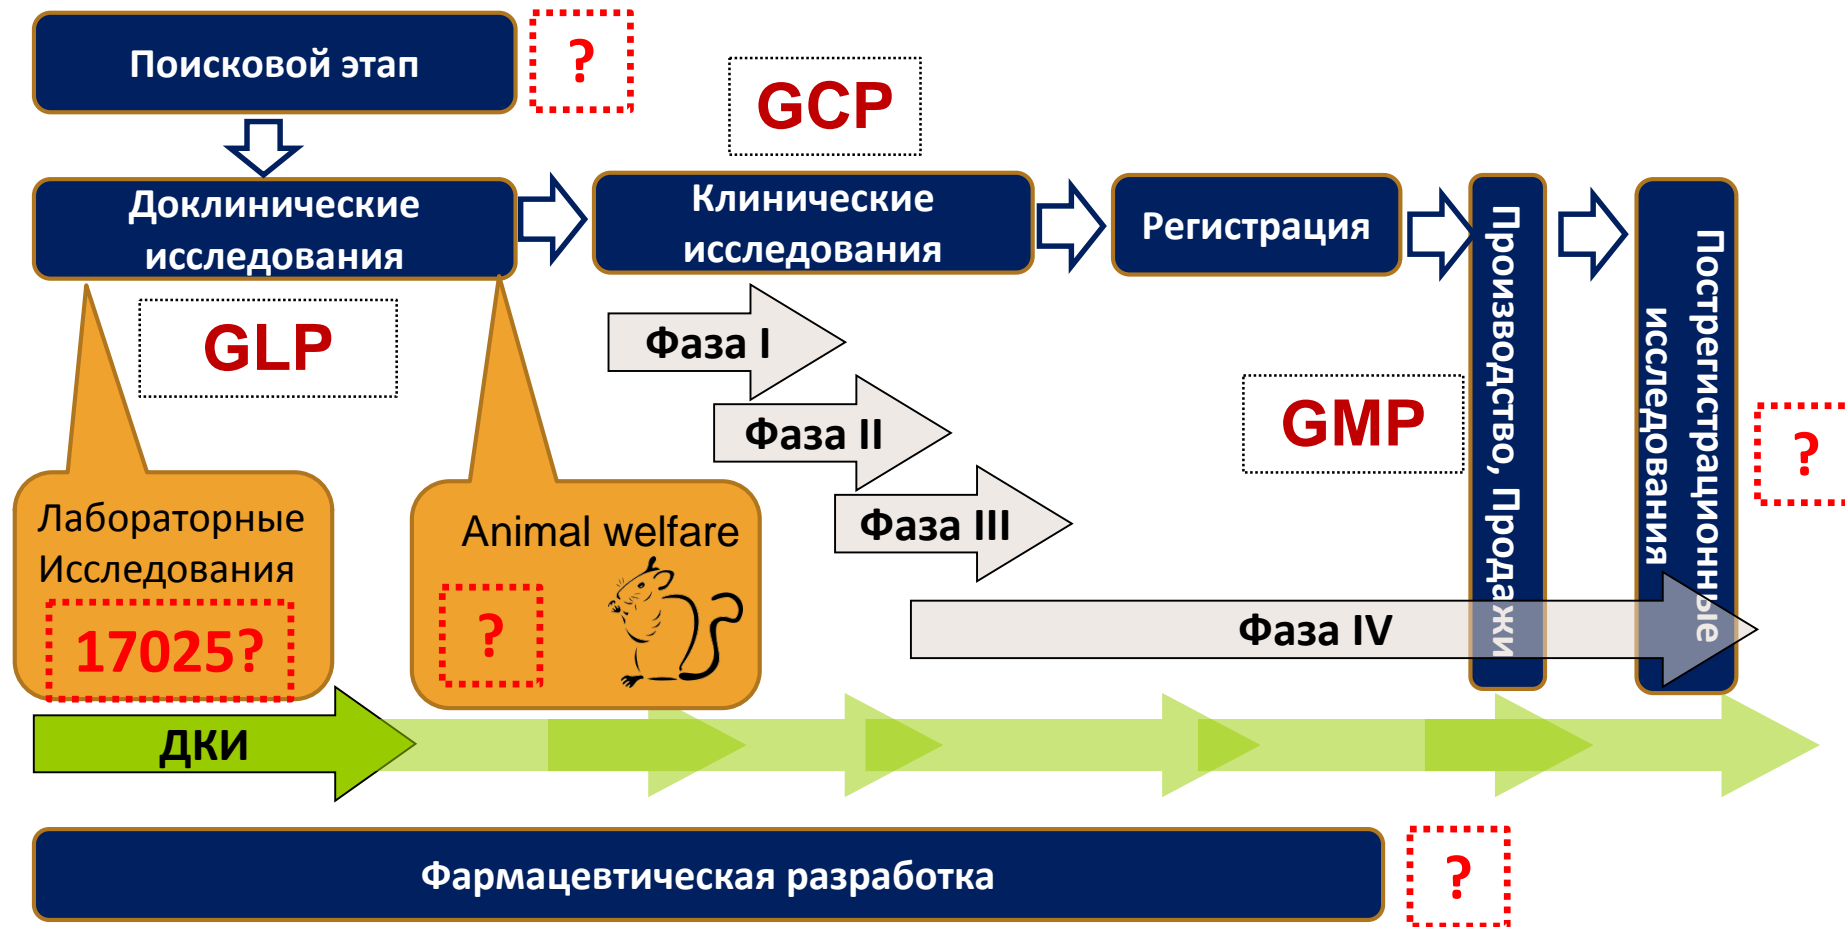 Поисковой этап
?
GCP
Доклинические
исследования
Клинические
исследования
Регистрация
Производство, Продажи
Пострегистрационные
исследования
GLP
Фаза I
Фаза II
Фаза III
Фаза IV
GMP
?
Лабораторные
Исследования
17025?
Animal welfare
?
ДКИ
Фармацевтическая разработка
?